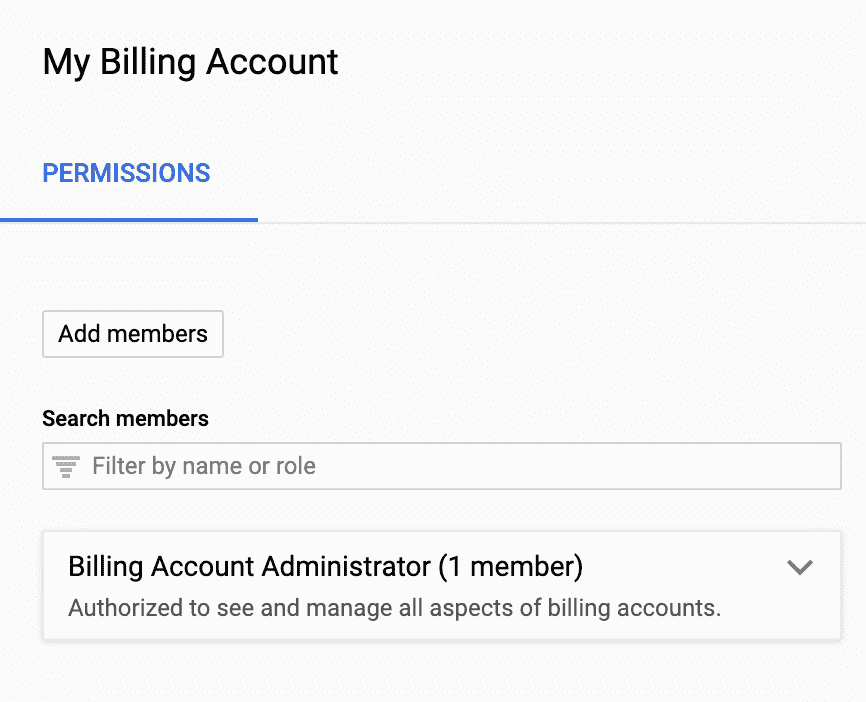 My Billing Account
PERMISSIONS
Add members
Search members
Filter by name or role
Billing Account Administrator (1 member)
Authorized to see and manage all aspects of billing accounts.